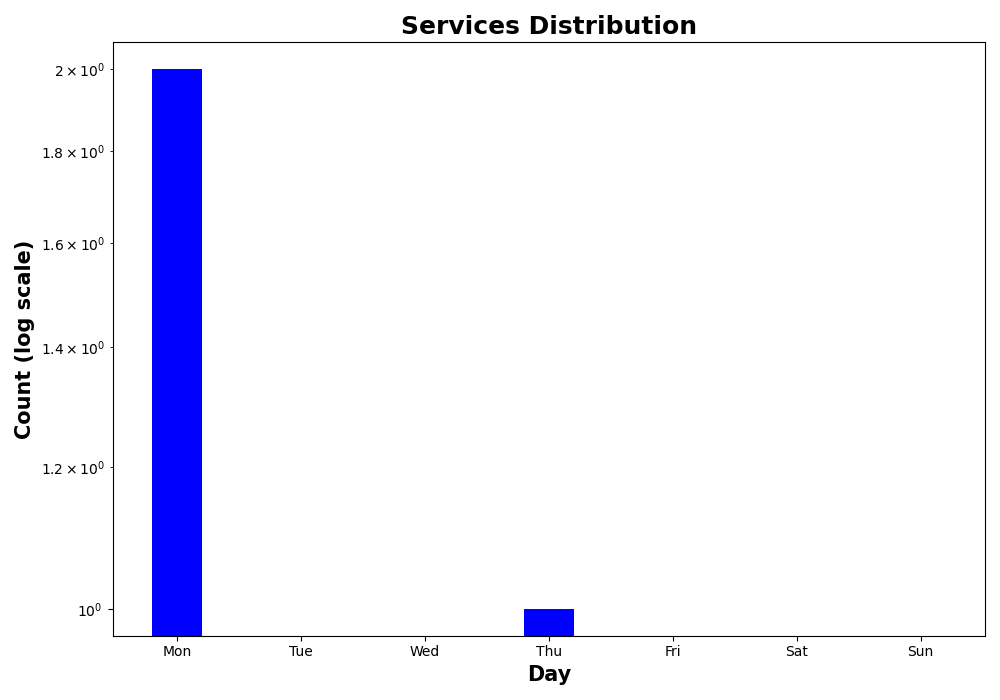 Services Distribution
Count (log scale)
2 × 10⁰
1.8 × 10⁰
1.6 × 10⁰
1.4 × 10⁰
1.2 × 10⁰
10⁰
Mon Tue Wed Thu Fri Sat Sun
Day